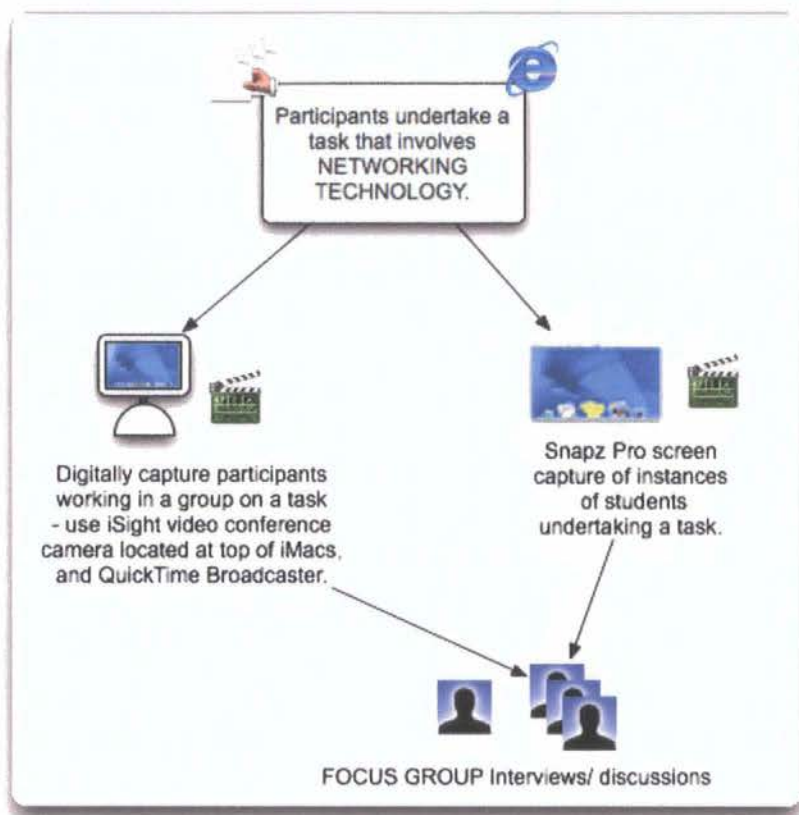 Participants undertake a
task that involves
NETWORKING
TECHNOLOGY.
Digitally capture participants
working in a group on a task
- use iSight video conference
camera located at top of iMacs,
and QuickTime Broadcaster.
Snapz Pro screen
capture of instances
of students
undertaking a task.
FOCUS GROUP Interviews/ discussions